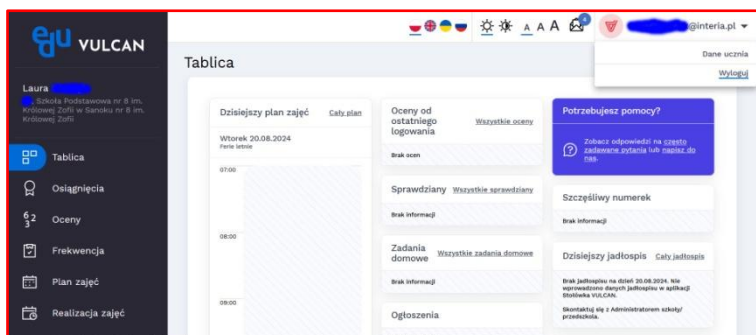 edu VULCAN
A A A
4
@interia.pl
Dane ucznia
Wyloguj
Laura
, Szkoła Podstawowa nr 8 im.
Królowej Zofii w Sanoku nr 8 im.
Królowej Zofii
Tablica
Osiągnięcia
6 2 3 Oceny
Frekwencja
Plan zajęć
Realizacja zajęć
Tablica
Dzisiejszy plan zajęć Cały plan
Wtorek 20.08.2024
Ferie letnie
07:00
08:00
09:00
Oceny od
ostatniego
logowania
Wszystkie oceny
Brak ocen
Sprawdziany Wszystkie sprawdziany
Brak informacji
Zadania
domowe
Wszystkie zadania domowe
Brak informacji
Ogłoszenia
Potrzebujesz pomocy?
Zobacz odpowiedzi na często
zadawane pytania lub napisz do
nas.
Szczęśliwy numerek
Brak informacji
Dzisiejszy jadłospis Cały jadłospis
Brak jadłospisu na dzień 20.08.2024. Nie
wprowadzono danych jadłospisu w aplikacji
Stołówka VULCAN.
Skontaktuj się z Administratorem szkoły/
przedszkola.